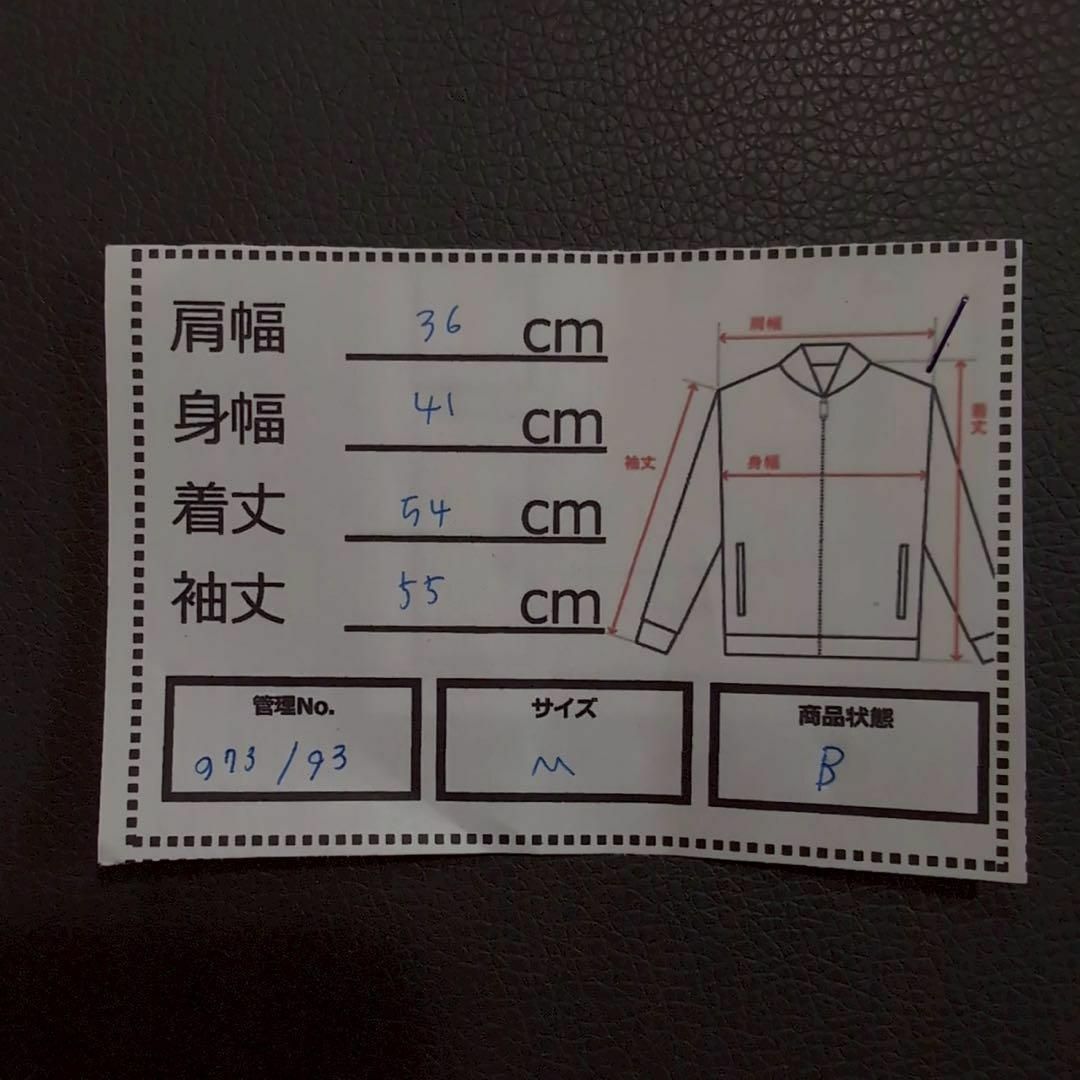 肩幅 36 cm
身幅 41 cm
着丈 54 cm
袖丈 55 cm
肩幅
着丈
袖丈
身幅
管理No.
973/93
サイズ
M
商品状態
B